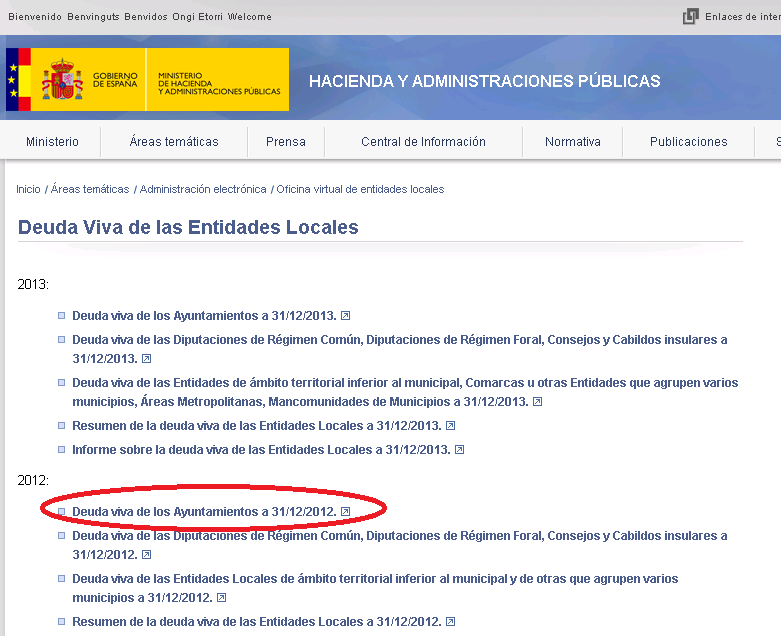 Bienvenido Benvinguts Benvidos Ongi Etorri Welcome
Enlaces de
GOBIERNO
DE ESPAÑA
MINISTERIO
DE HACIENDA
Y ADMINISTRACIONES PÚBLICAS
HACIENDA Y ADMINISTRACIONES PÚBLICAS
Ministerio Áreas temáticas Prensa Central de Información Normativa Publicaciones
Inicio / Áreas temáticas / Administración electrónica / Oficina virtual de entidades locales
Deuda Viva de las Entidades Locales
2013:
Deuda viva de los Ayuntamientos a 31/12/2013.
Deuda viva de las Diputaciones de Régimen Común, Diputaciones de Régimen Foral, Consejos y Cabildos insulares a
31/12/2013.
Deuda viva de las Entidades de ámbito territorial inferior al municipal, Comarcas u otras Entidades que agrupen varios
municipios, Áreas Metropolitanas, Mancomunidades de Municipios a 31/12/2013.
Resumen de la deuda viva de las Entidades Locales a 31/12/2013.
Informe sobre la deuda viva de las Entidades Locales a 31/12/2013.
2012:
Deuda viva de los Ayuntamientos a 31/12/2012.
Deuda viva de las Diputaciones de Régimen Común, Diputaciones de Régimen Foral, Consejos y Cabildos insulares a
31/12/2012.
Deuda viva de las Entidades Locales de ámbito territorial inferior al municipal y de otras que agrupen varios
municipios a 31/12/2012.
Resumen de la deuda viva de las Entidades Locales a 31/12/2012.